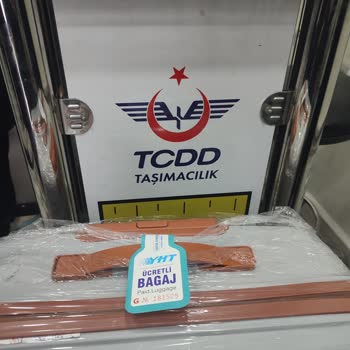 TCDD
TAŞIMACILIK
YHT
ÜCRETLİ
BAGAJ
Paid Luggage